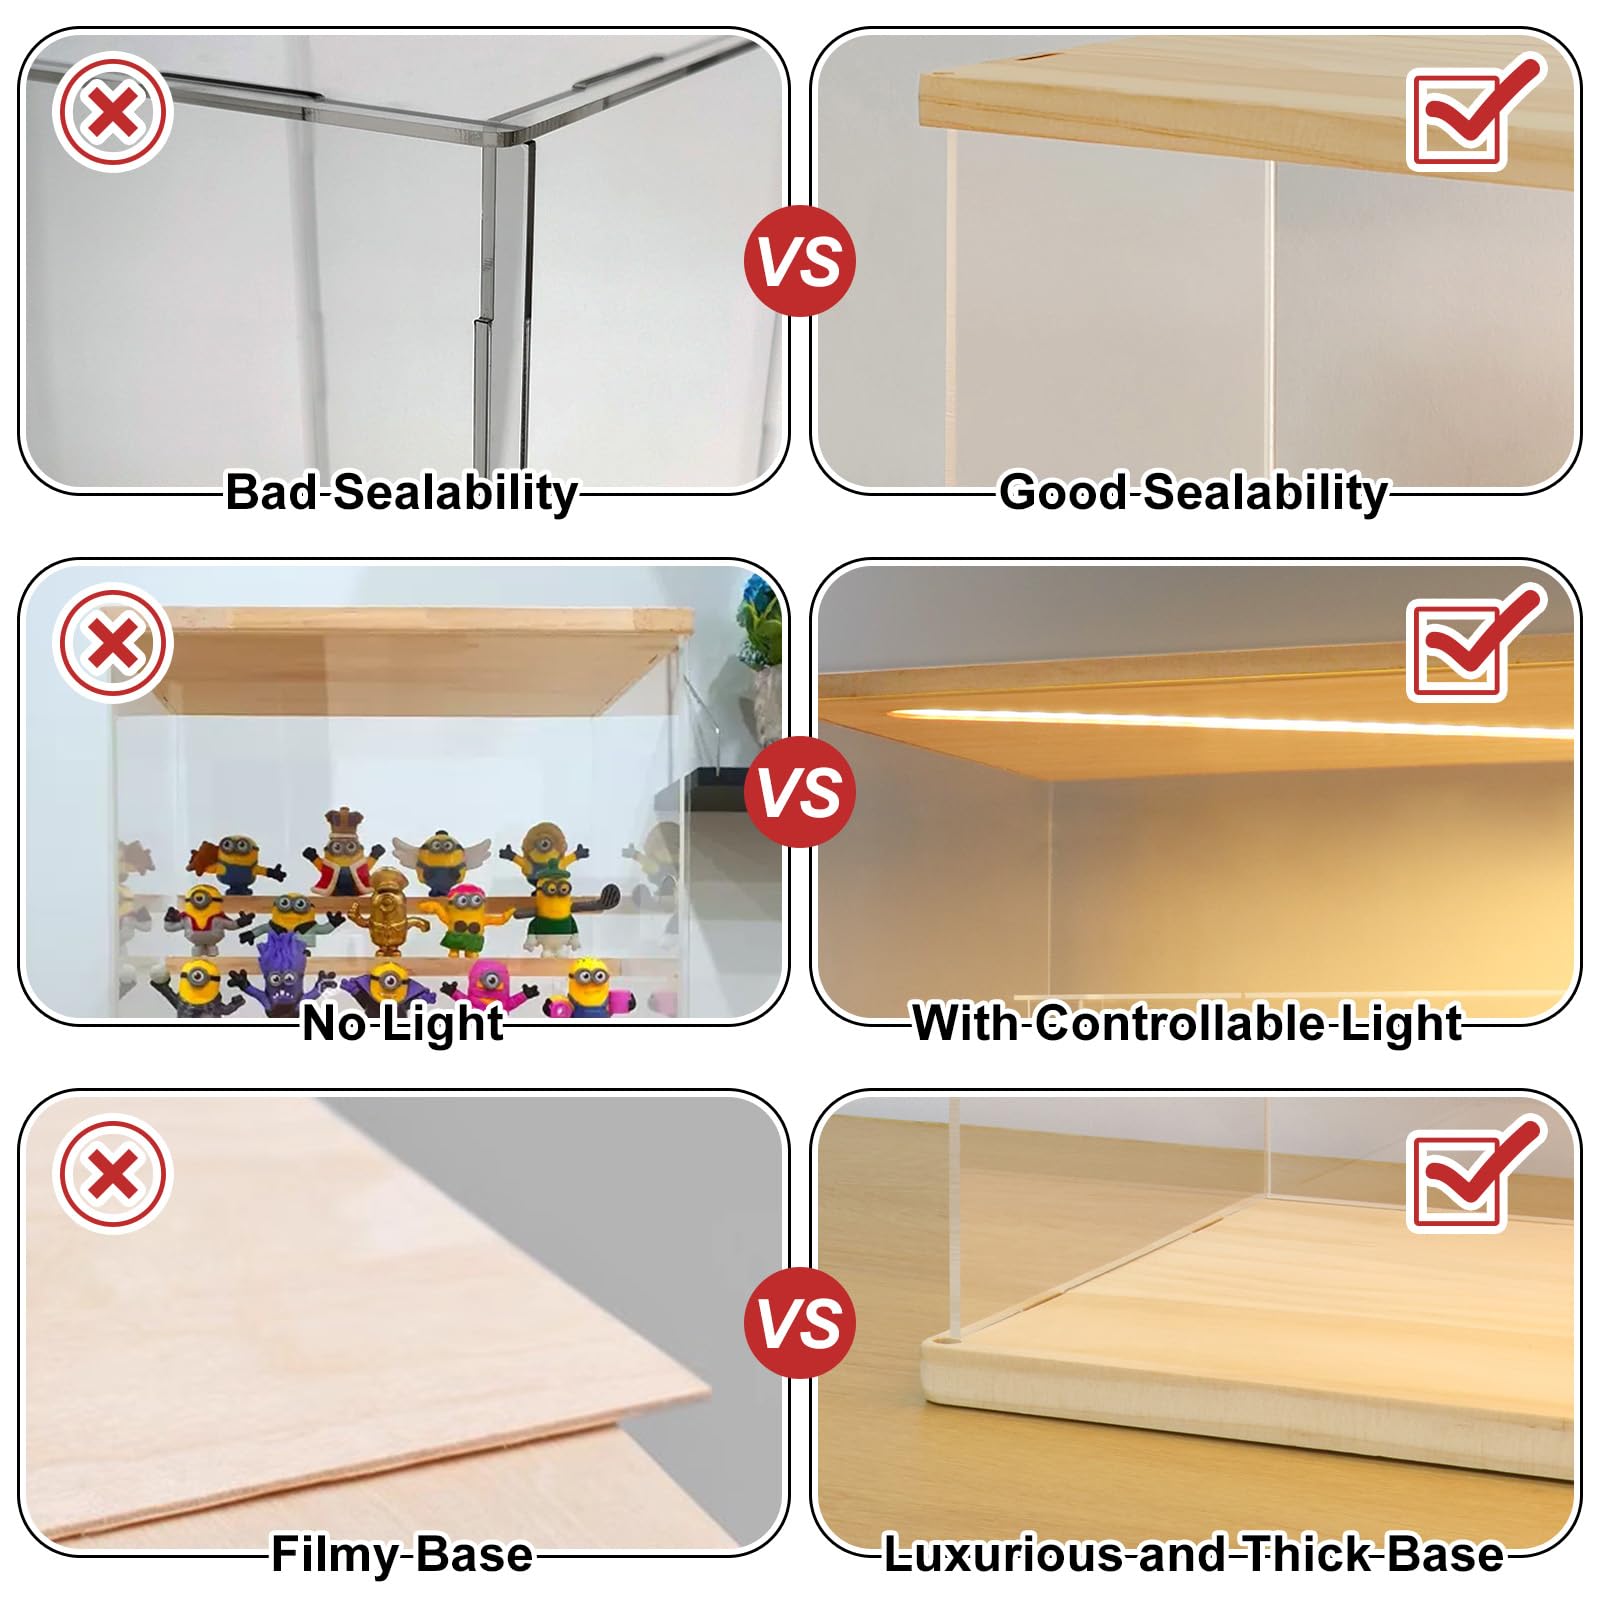 VS
Bad Sealability
Good Sealability
VS
No Light
With Controllable Light
VS
Filmy Base
Luxurious and Thick Base